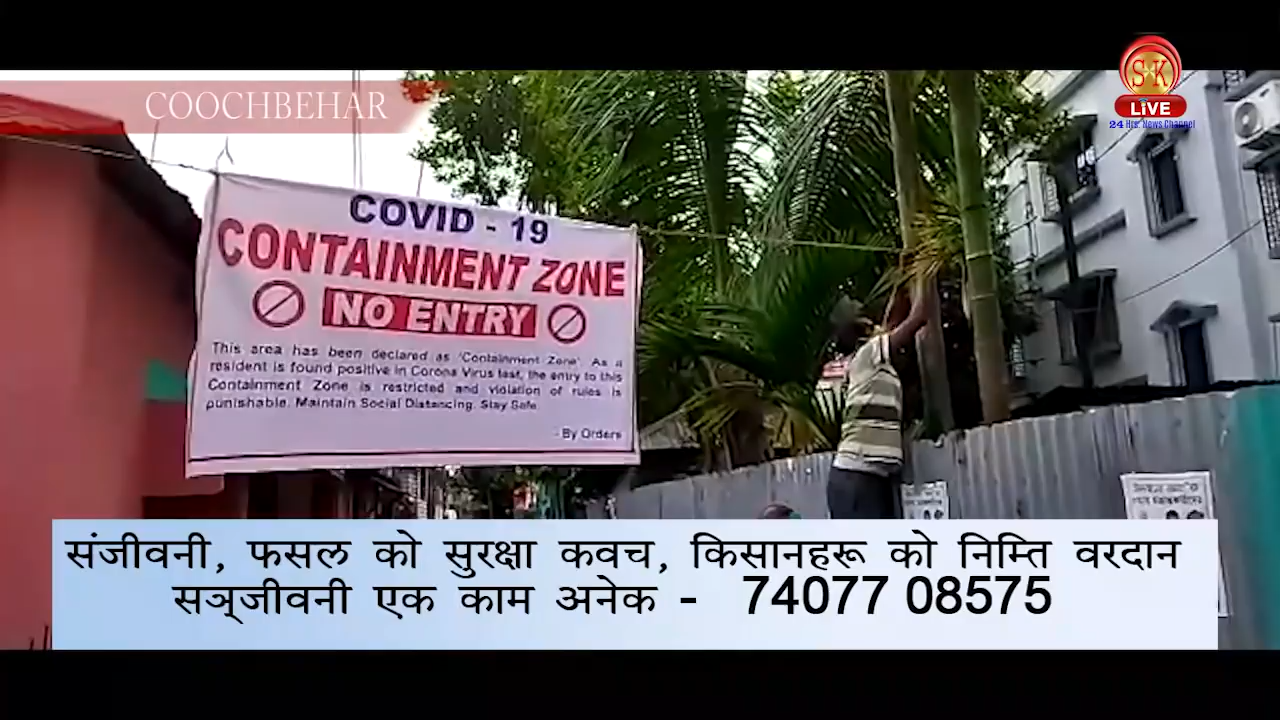 COOCHBEHAR
SK
LIVE
24 Hrs. News Channel
COVID - 19
CONTAINMENT ZONE
NO ENTRY
This area has been declared as 'Containment Zone'. As a
resident is found positive in Corona Virus test, the entry to this
Containment Zone is restricted and violation of rules is
punishable. Maintain Social Distancing. Stay Safe.
- By Orders
संजीवनी, फसल को सुरक्षा कवच, किसानहरू को निम्ति वरदान
सञ्जीवनी एक काम अनेक - 74077 08575